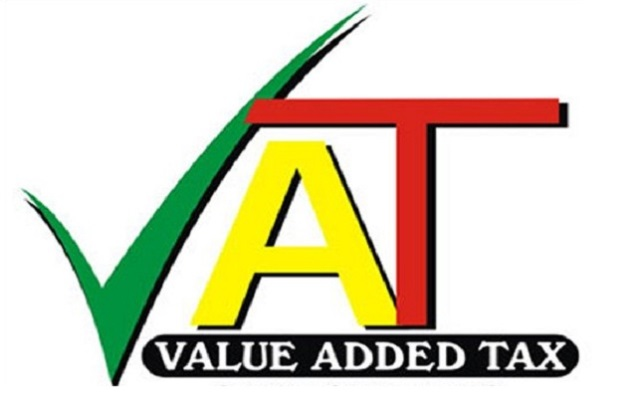 VAT
VALUE ADDED TAX